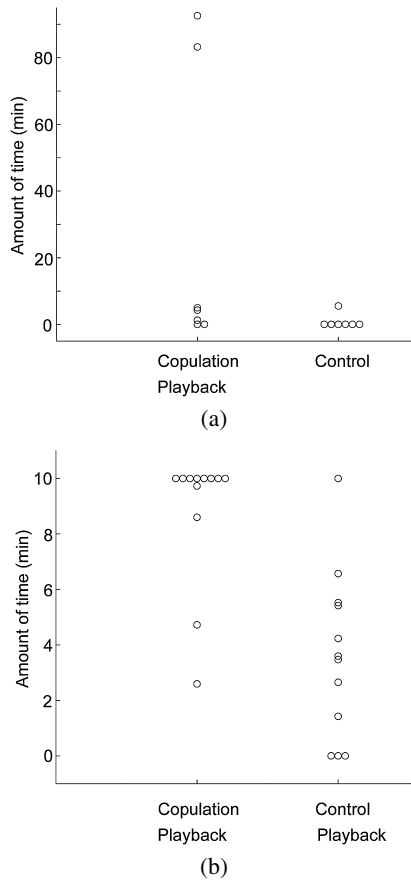 Amount of time (min)
80
60
40
20
0
Copulation Control
Playback
(a)
Amount of time (min)
10
8
6
4
2
0
Copulation Control
Playback Playback
(b)